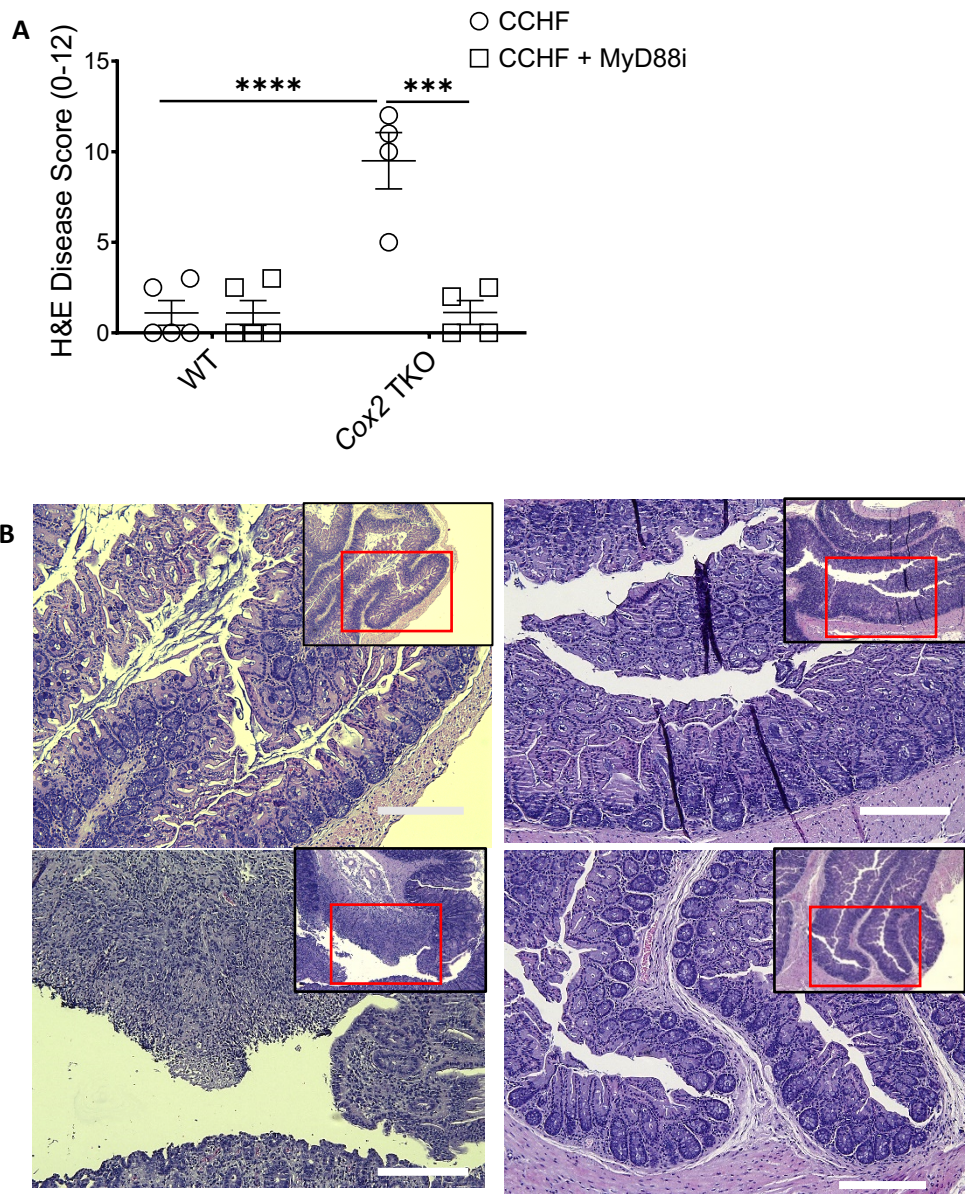 A
CCHF
CCHF + MyD88i
H&E Disease Score (0-12)
15
10
5
0
****
***
WT
Cox2 TKO
B